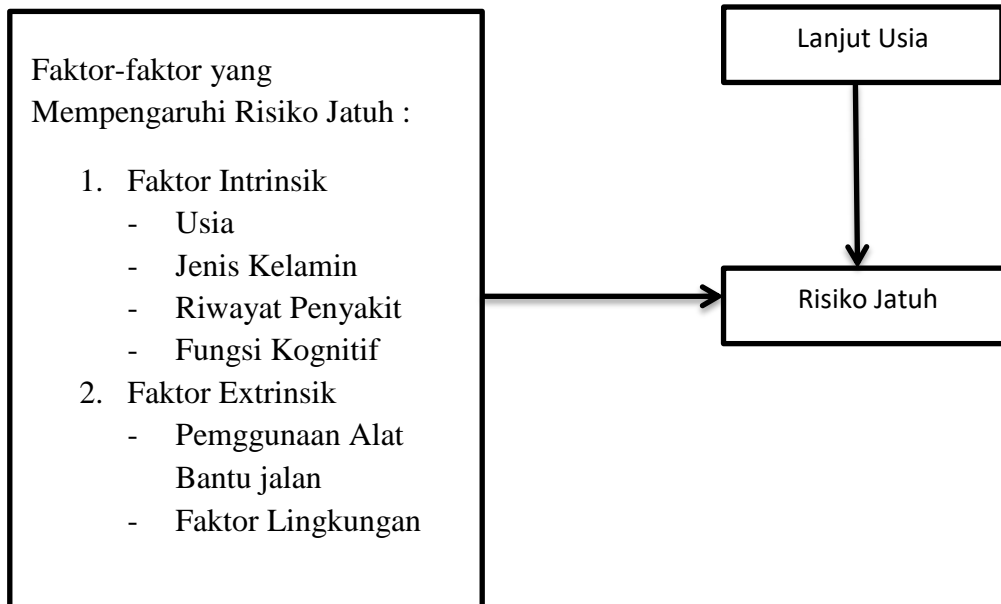 Faktor-faktor yang
Mempengaruhi Risiko Jatuh :
1. Faktor Intrinsik
- Usia
- Jenis Kelamin
- Riwayat Penyakit
- Fungsi Kognitif
2. Faktor Extrinsik
- Pemggunaan Alat
Bantu jalan
- Faktor Lingkungan
Lanjut Usia
Risiko Jatuh